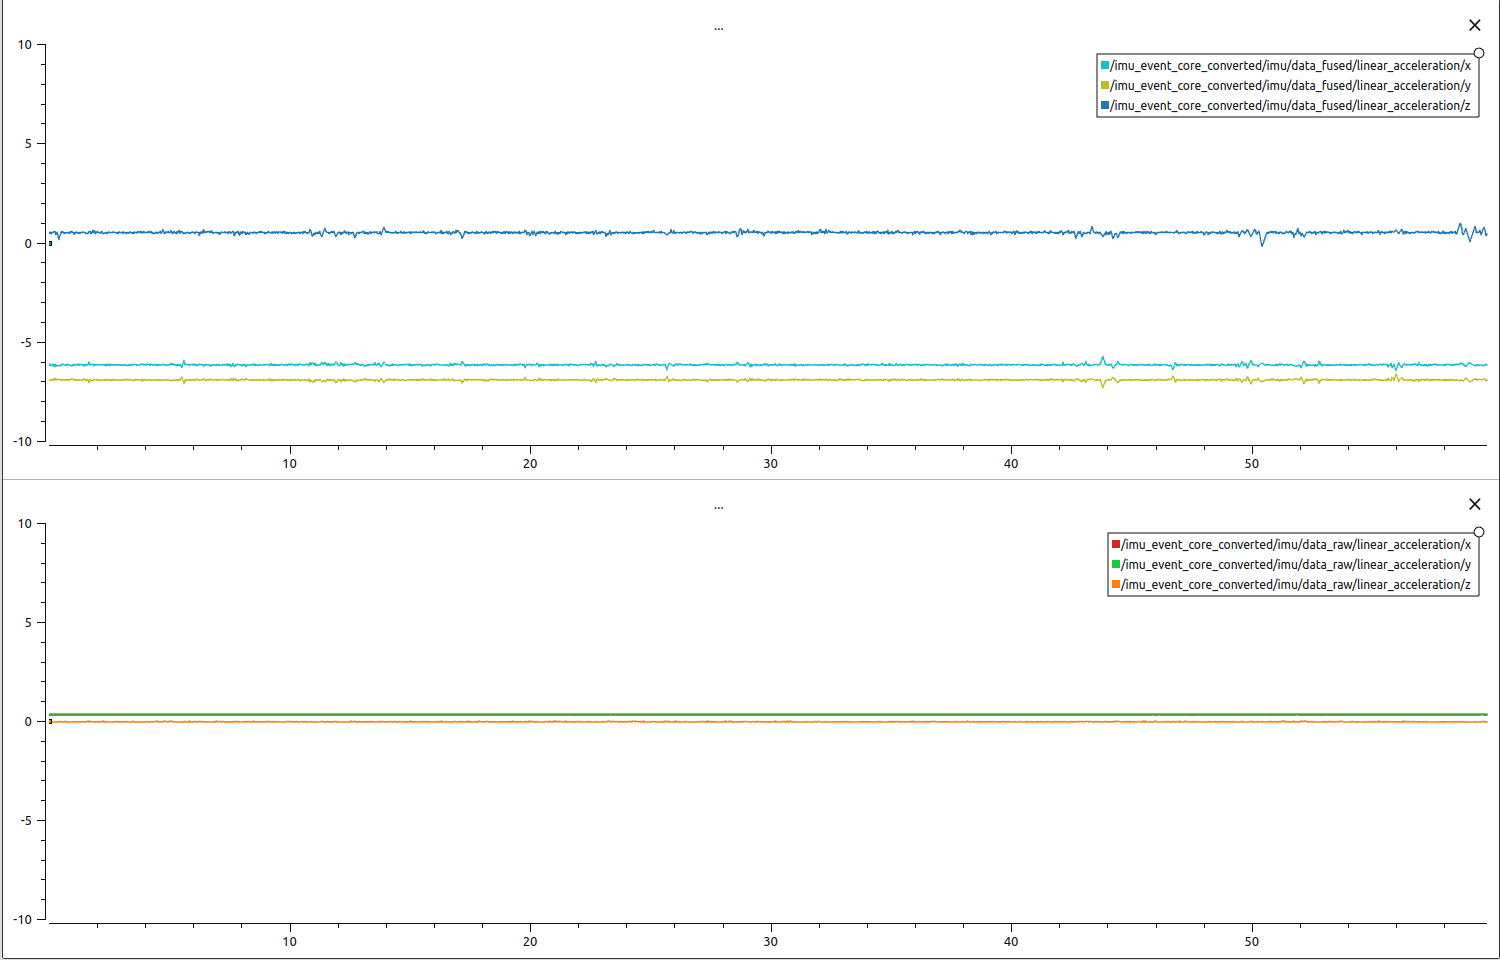 ...
/imu_event_core_converted/imu/data_fused/linear_acceleration/x
/imu_event_core_converted/imu/data_fused/linear_acceleration/y
/imu_event_core_converted/imu/data_fused/linear_acceleration/z
10
5
0
-5
-10
10 20 30 40 50
...
/imu_event_core_converted/imu/data_raw/linear_acceleration/x
/imu_event_core_converted/imu/data_raw/linear_acceleration/y
/imu_event_core_converted/imu/data_raw/linear_acceleration/z
10
5
0
-5
-10
10 20 30 40 50